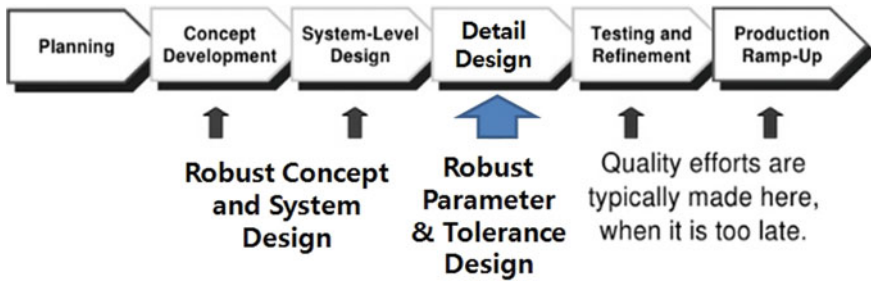 Planning
Concept
Development
System-Level
Design
Detail
Design
Testing and
Refinement
Production
Ramp-Up
Robust Concept
and System
Design
Robust
Parameter
& Tolerance
Design
Quality efforts are
typically made here,
when it is too late.